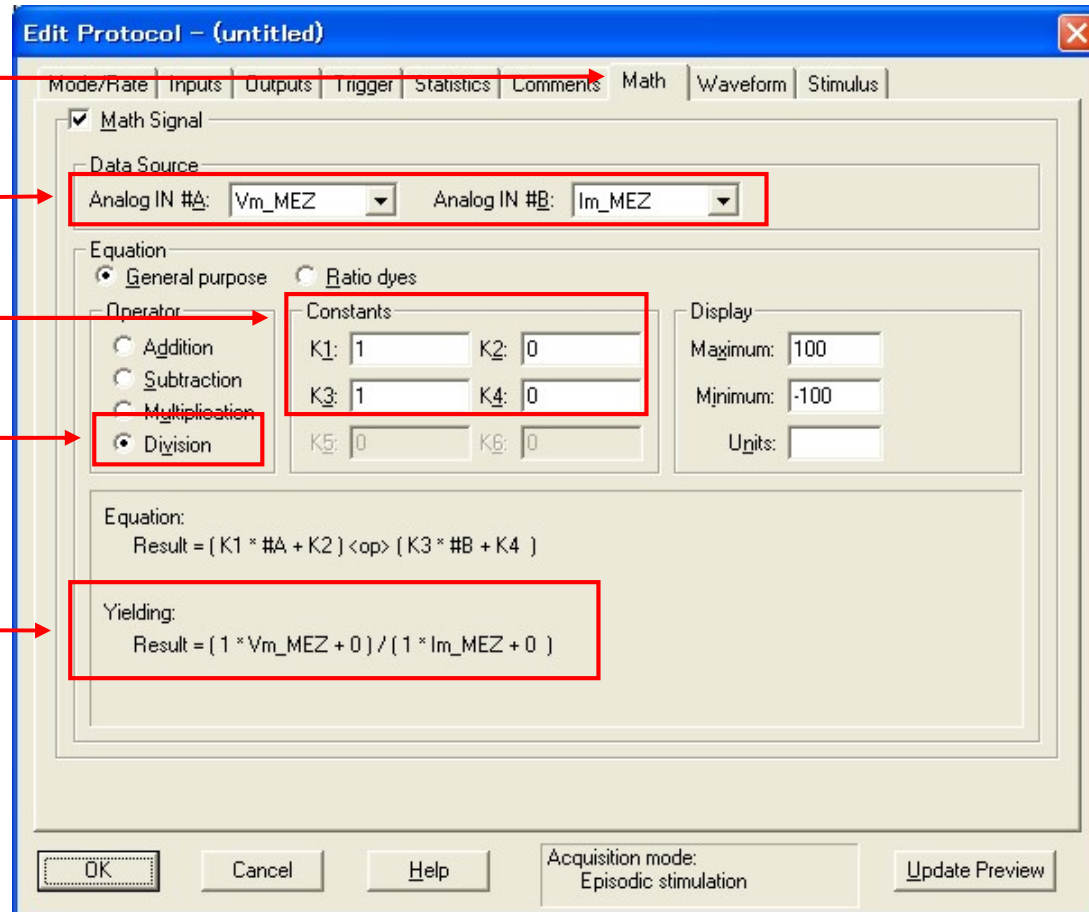 Edit Protocol - (untitled)
Mode/Rate Inputs Outputs Trigger Statistics Comments Math Waveform Stimulus
Math Signal
Data Source
Analog IN #A: Vm_MEZ Analog IN #B: Im_MEZ
Equation
General purpose Ratio dyes
Operator Constants Display
Addition K1: 1 K2: 0 Maximum: 100
Subtraction K3: 1 K4: 0 Minimum: -100
Multiplication
Division K5: 0 K6: 0 Units:
Equation:
Result = ( K1 * #A + K2 ) <op> ( K3 * #B + K4 )
Yielding:
Result = ( 1 * Vm_MEZ + 0 ) / ( 1 * Im_MEZ + 0 )
OK Cancel Help Acquisition mode: Update Preview
Episodic stimulation